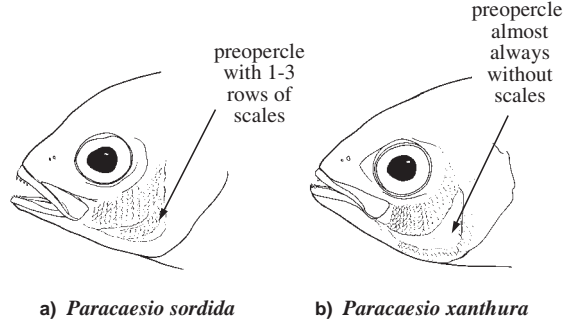 preopercle
with 1-3
rows of
scales
preopercle
almost
always
without
scales
a) Paracaesio sordida
b) Paracaesio xanthura